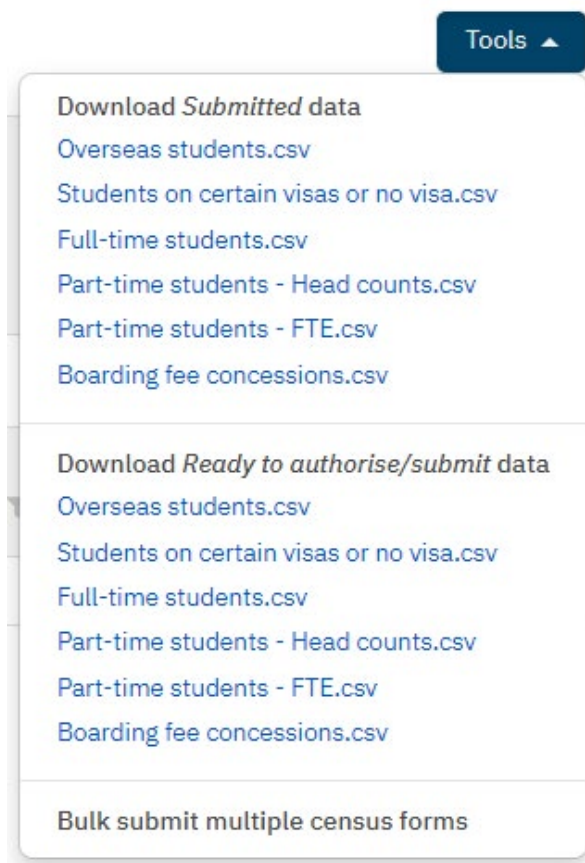 Tools
Download Submitted data
Overseas students.csv
Students on certain visas or no visa.csv
Full-time students.csv
Part-time students - Head counts.csv
Part-time students - FTE.csv
Boarding fee concessions.csv
Download Ready to authorise/submit data
Overseas students.csv
Students on certain visas or no visa.csv
Full-time students.csv
Part-time students - Head counts.csv
Part-time students - FTE.csv
Boarding fee concessions.csv
Bulk submit multiple census forms